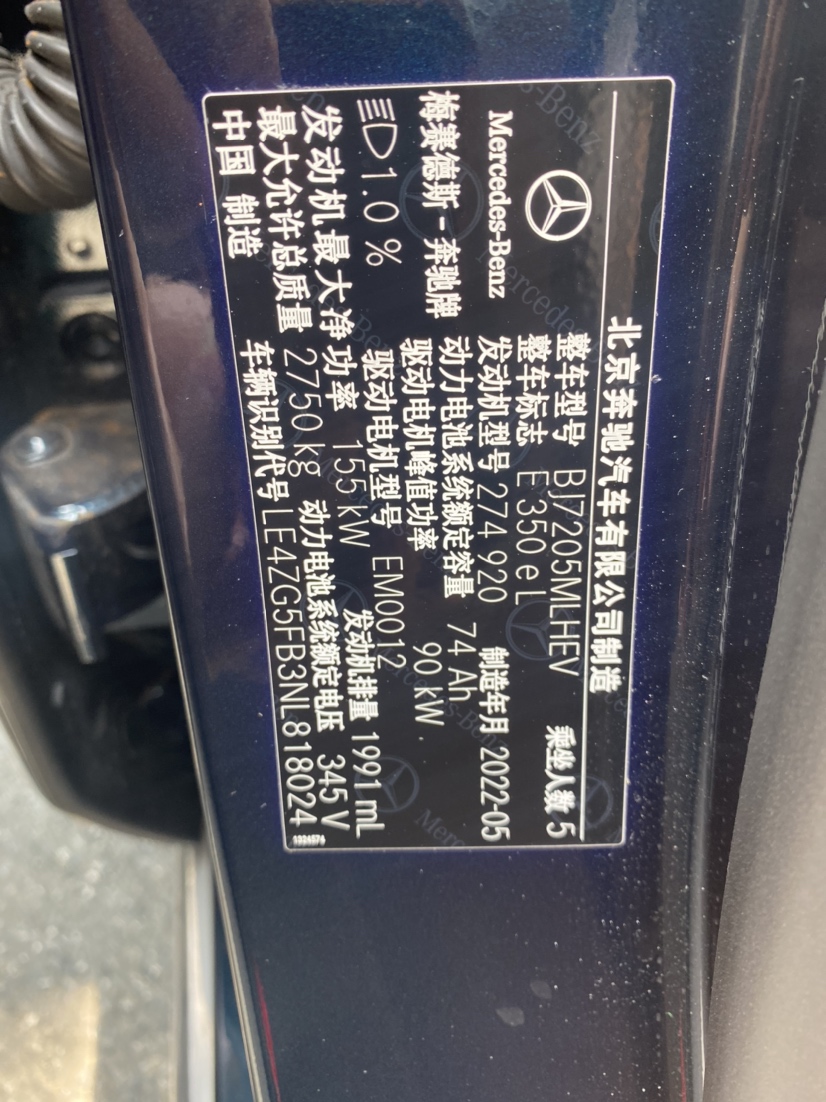 北京奔驰汽车有限公司制造
整车型号 BJ7205MLHEV 乘坐人数 5
Mercedes-Benz 整车标志 E 350 e L
发动机型号 274 920 制造年月 2022-05
梅赛德斯-奔驰牌 动力电池系统额定容量 74 Ah
驱动电机峰值功率 90 kW
1.0 % 驱动电机型号 EM0012
发动机最大净功率 155 kW 发动机排量 1991 mL
最大允许总质量 2750 kg 动力电池系统额定电压 345 V
中国 制造 车辆识别代号 LE4ZG5FB3NL818024